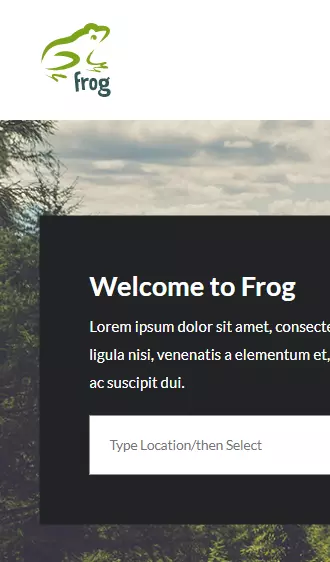 frog
Welcome to Frog
Lorem ipsum dolor sit amet,
ligula nisi, venenatis a elementum et,
ac suscipit dui.
Type Location/then Select